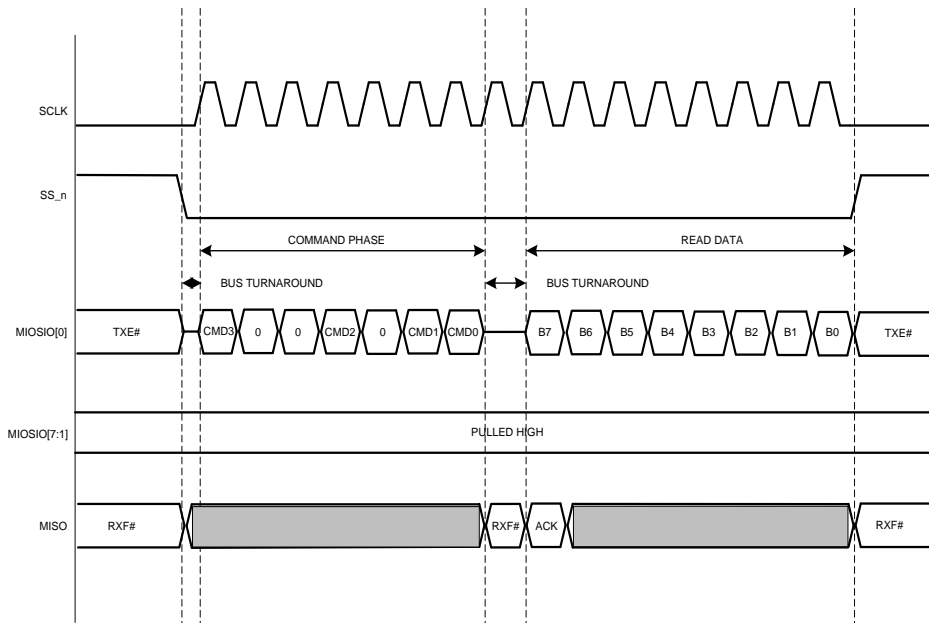 SCLK
SS_n
COMMAND PHASE READ DATA
BUS TURNAROUND BUS TURNAROUND
MIOSIO[0] TXE# CMD3 0 0 CMD2 0 CMD1 CMD0 B7 B6 B5 B4 B3 B2 B1 B0 TXE#
MIOSIO[7:1] PULLED HIGH
MISO RXF# RXF# ACK RXF#